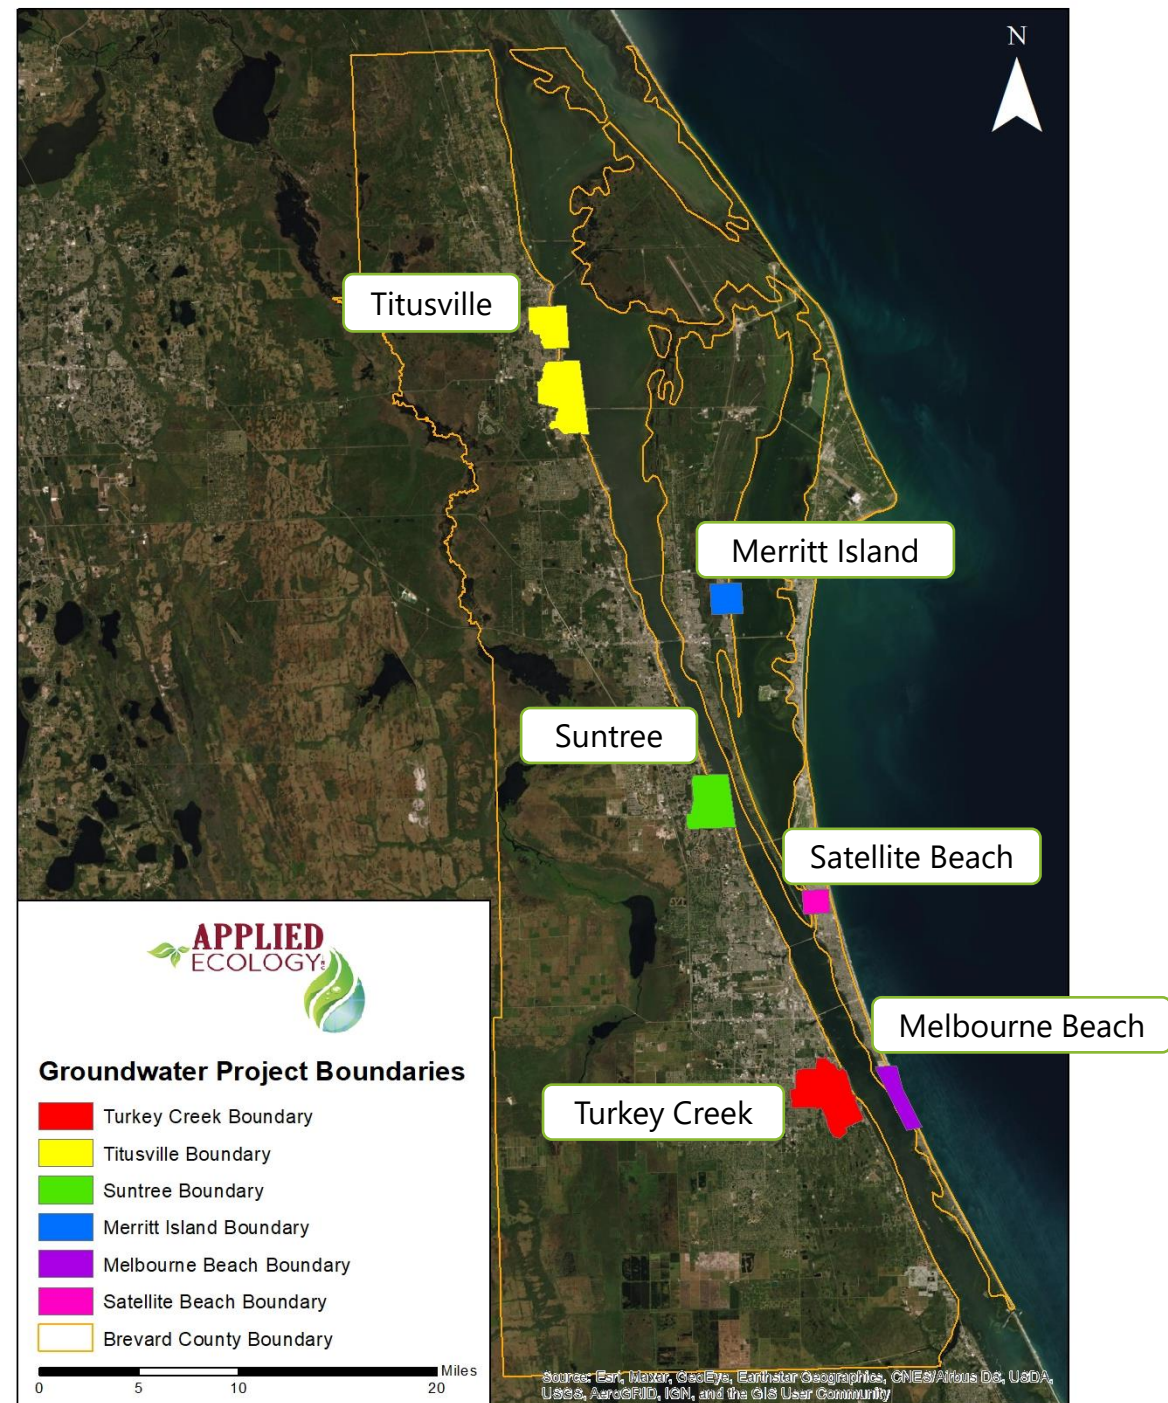 N
Titusville
Merritt Island
Suntree
Satellite Beach
Melbourne Beach
Turkey Creek
APPLIED
ECOLOGY
Groundwater Project Boundaries
Turkey Creek Boundary
Titusville Boundary
Suntree Boundary
Merritt Island Boundary
Melbourne Beach Boundary
Satellite Beach Boundary
Brevard County Boundary
Miles
0 5 10 20
Source: Esri, Maxar, GeoEye, Earthstar Geographics, CNES/Airbus DS, USDA,
USGS, AeroGRID, IGN, and the GIS User Community